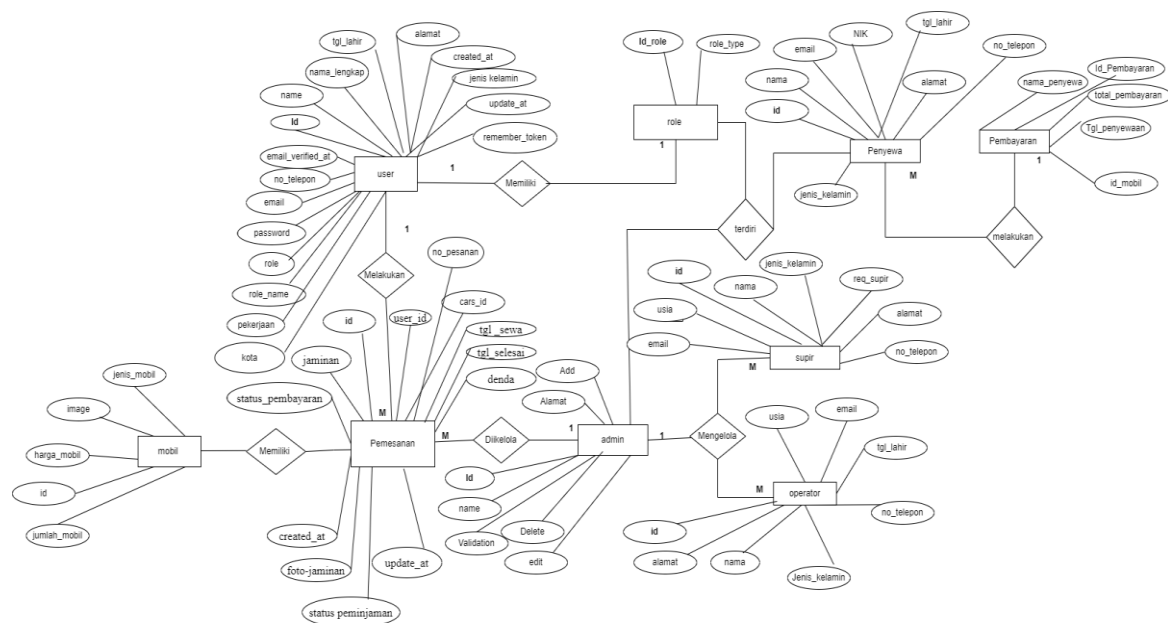 alamat
tgl_lahir
created_at
nama_lengkap
jenis kelamin
name
update_at
Id
remember_token
email_verified_at
no_telepon
email
password
role
role_name
pekerjaan
kota
user
1
Memiliki
1
role
Id_role
role_type
1
Melakukan
NIK
tgl_lahir
email
no_telepon
nama
alamat
id
Penyewa
M
jenis_kelamin
Id_Pembayaran
nama_penyewa
total_pembayaran
Tgl_penyewaan
Pembayaran
1
id_mobil
melakukan
terdiri
no_pesanan
cars_id
id
user_id
tgl _sewa
tgl_selesai
jaminan
denda
status_pembayaran
M
Pemesanan
M
created_at
foto-jaminan
status peminjaman
update_at
jenis_mobil
image
harga_mobil
id
jumlah_mobil
mobil
Memiliki
Diikelola
1
admin
1
Add
Alamat
Id
name
Validation
Delete
edit
Mengelola
jenis_kelamin
id
nama
req_supir
usia
alamat
email
no_telepon
supir
M
usia
email
tgl_lahir
M
operator
no_telepon
id
alamat
nama
Jenis_kelamin